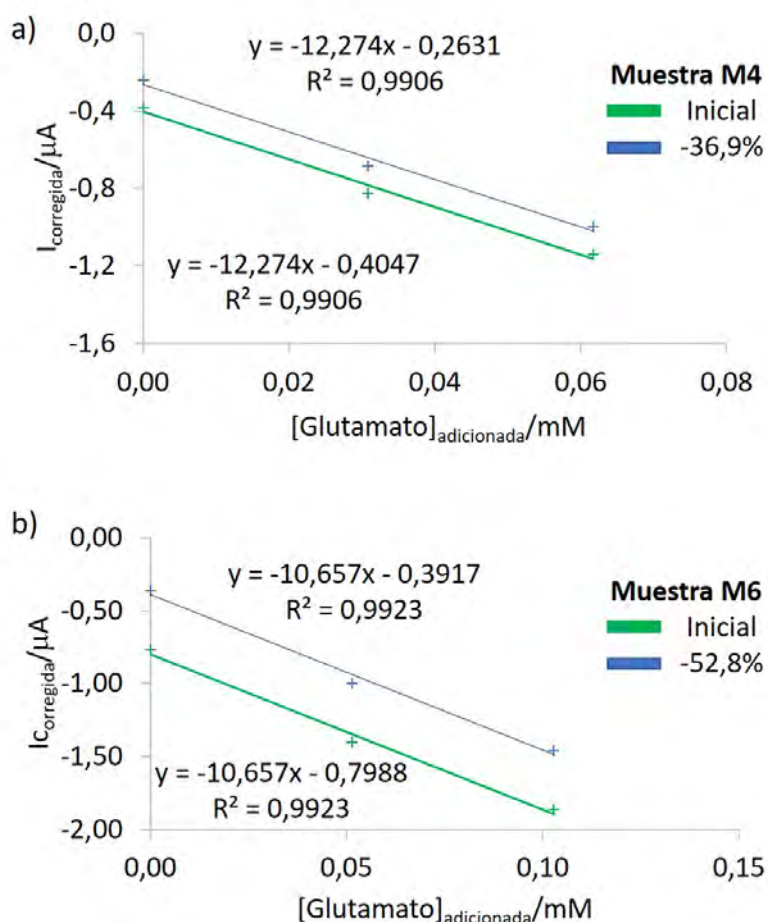 a)
0,0
-0,4
-0,8
-1,2
-1,6
I_corregida/μA
y = -12,274x - 0,2631
R² = 0,9906
y = -12,274x - 0,4047
R² = 0,9906
Muestra M4
Inicial
-36,9%
0,00 0,02 0,04 0,06 0,08
[Glutamato]adicionada/mM
b)
0,00
-0,50
-1,00
-1,50
-2,00
Ic_orregida/μA
y = -10,657x - 0,3917
R² = 0,9923
y = -10,657x - 0,7988
R² = 0,9923
Muestra M6
Inicial
-52,8%
0,00 0,05 0,10 0,15
[Glutamato]adicionada/mM